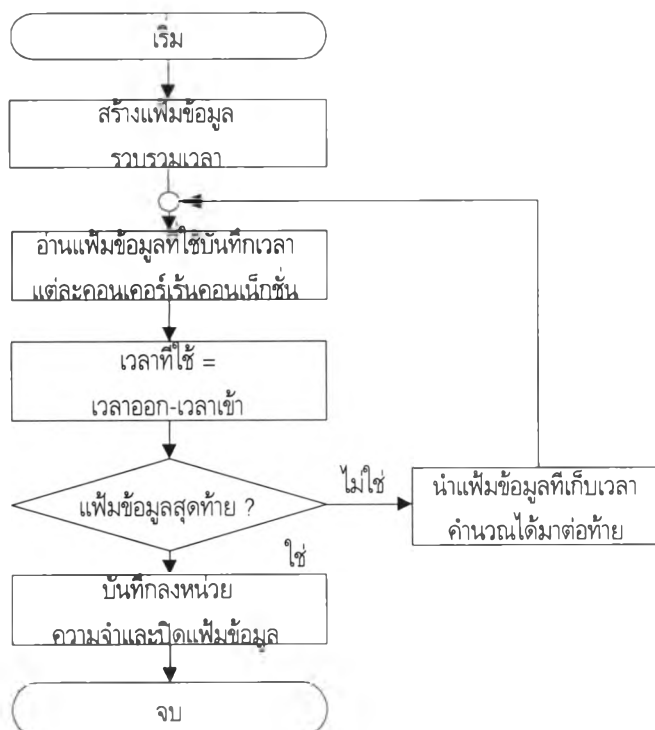 เริ่ม
สร้างแฟ้มข้อมูล
รวบรวมเวลา
อ่านแฟ้มข้อมูลที่ใช้บันทึกเวลา
แต่ละคอนเคอร์เร้นคอนเน็กชั่น
เวลาที่ใช้ =
เวลาออก-เวลาเข้า
แฟ้มข้อมูลสุดท้าย ?
ไม่ใช่
นำแฟ้มข้อมูลที่เก็บเวลา
คำนวณได้มาต่อท้าย
ใช่
บันทึกลงหน่วย
ความจำและปิดแฟ้มข้อมูล
จบ